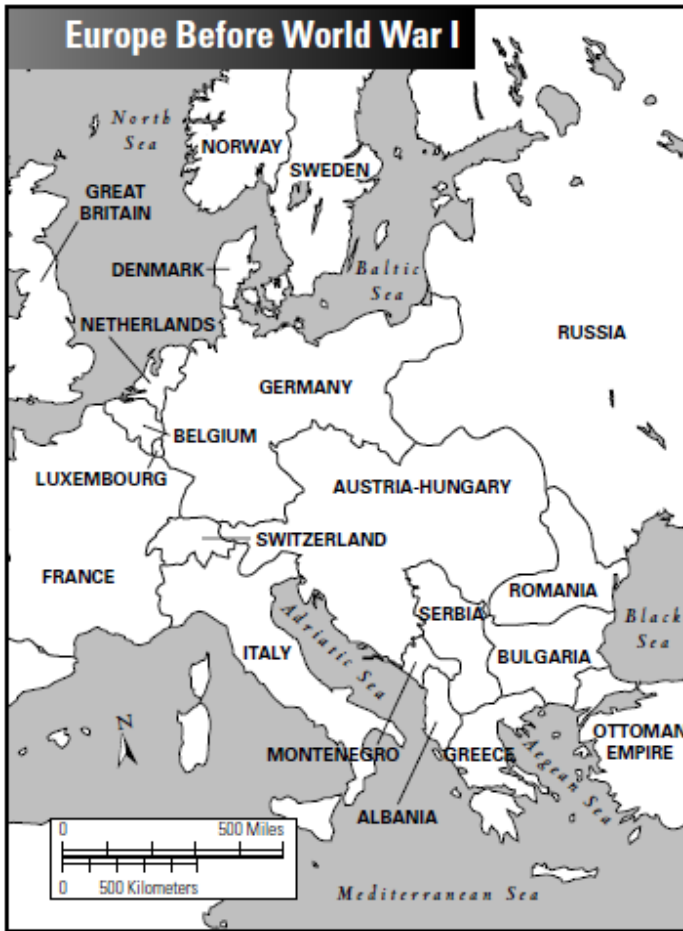 Europe Before World War I
North
Sea
NORWAY
SWEDEN
GREAT
BRITAIN
DENMARK
Baltic
Sea
NETHERLANDS
RUSSIA
GERMANY
BELGIUM
LUXEMBOURG
AUSTRIA-HUNGARY
SWITZERLAND
FRANCE
ROMANIA
SERBIA
Black
Sea
Adriatic Sea
ITALY
BULGARIA
N
OTTOMAN
EMPIRE
MONTENEGRO
GREECE
Aegean Sea
ALBANIA
0 500 Miles
0 500 Kilometers
Mediterranean Sea